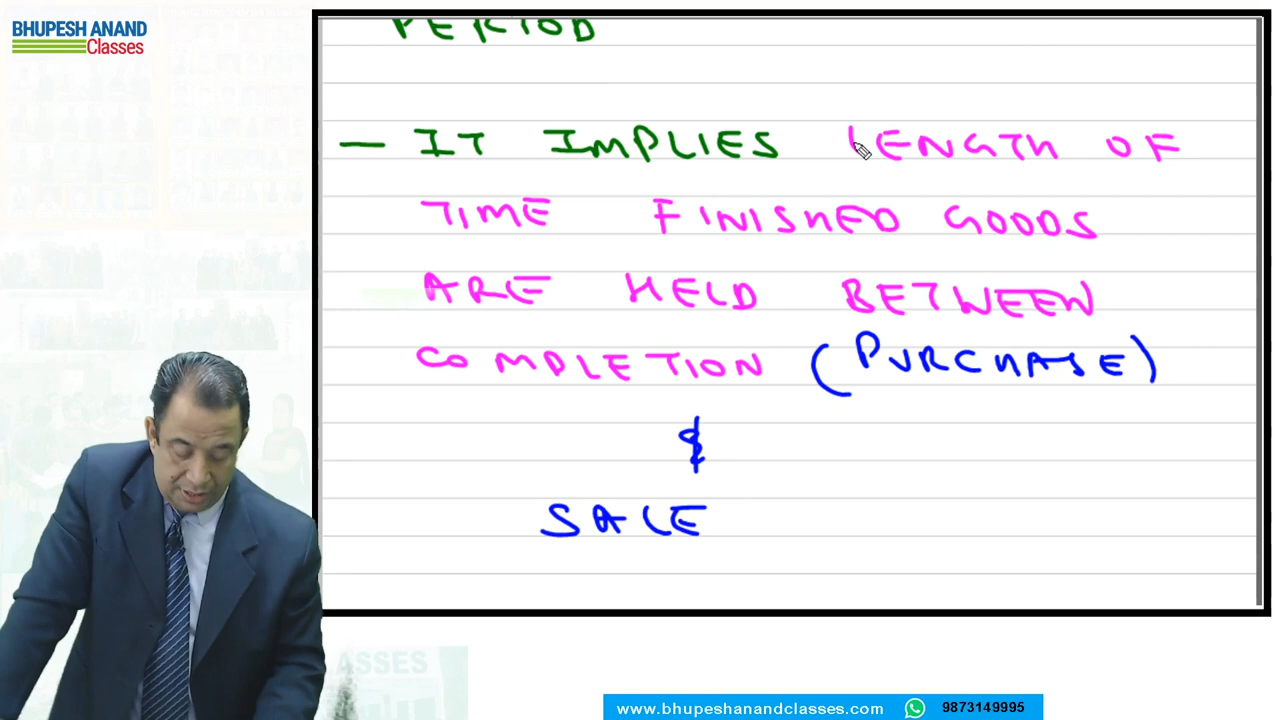 BHUPESH ANAND
Classes
PERIOD
— IT IMPLIES LENGTH OF
TIME FINISHED GOODS
ARE HELD BETWEEN
COMPLETION (PURCHASE)
&
SALE
CLASSES
www.bhupeshanandclasses.com 9873149995